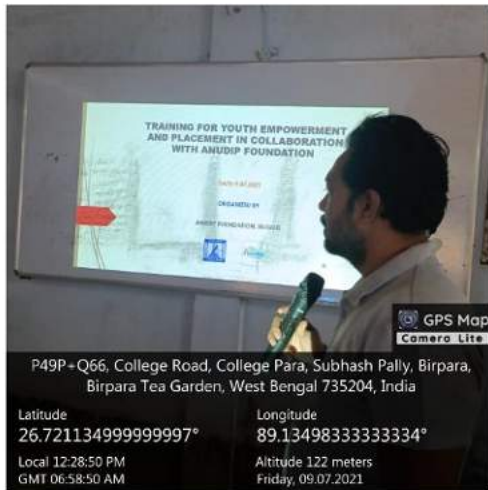 TRAINING FOR YOUTH EMPOWERMENT
AND PLACEMENT IN COLLABORATION
WITH ANUDIP FOUNDATION
ORGANIZED BY
GPS Map
Camera Lite
P49P+Q66, College Road, College Para, Subhash Pally, Birpara,
Birpara Tea Garden, West Bengal 735204, India
Latitude
Longitude
26.721134999999997°
89.13498333333334°
Local 12:28:50 PM
Altitude 122 meters
GMT 06:58:50 AM
Friday, 09.07.2021